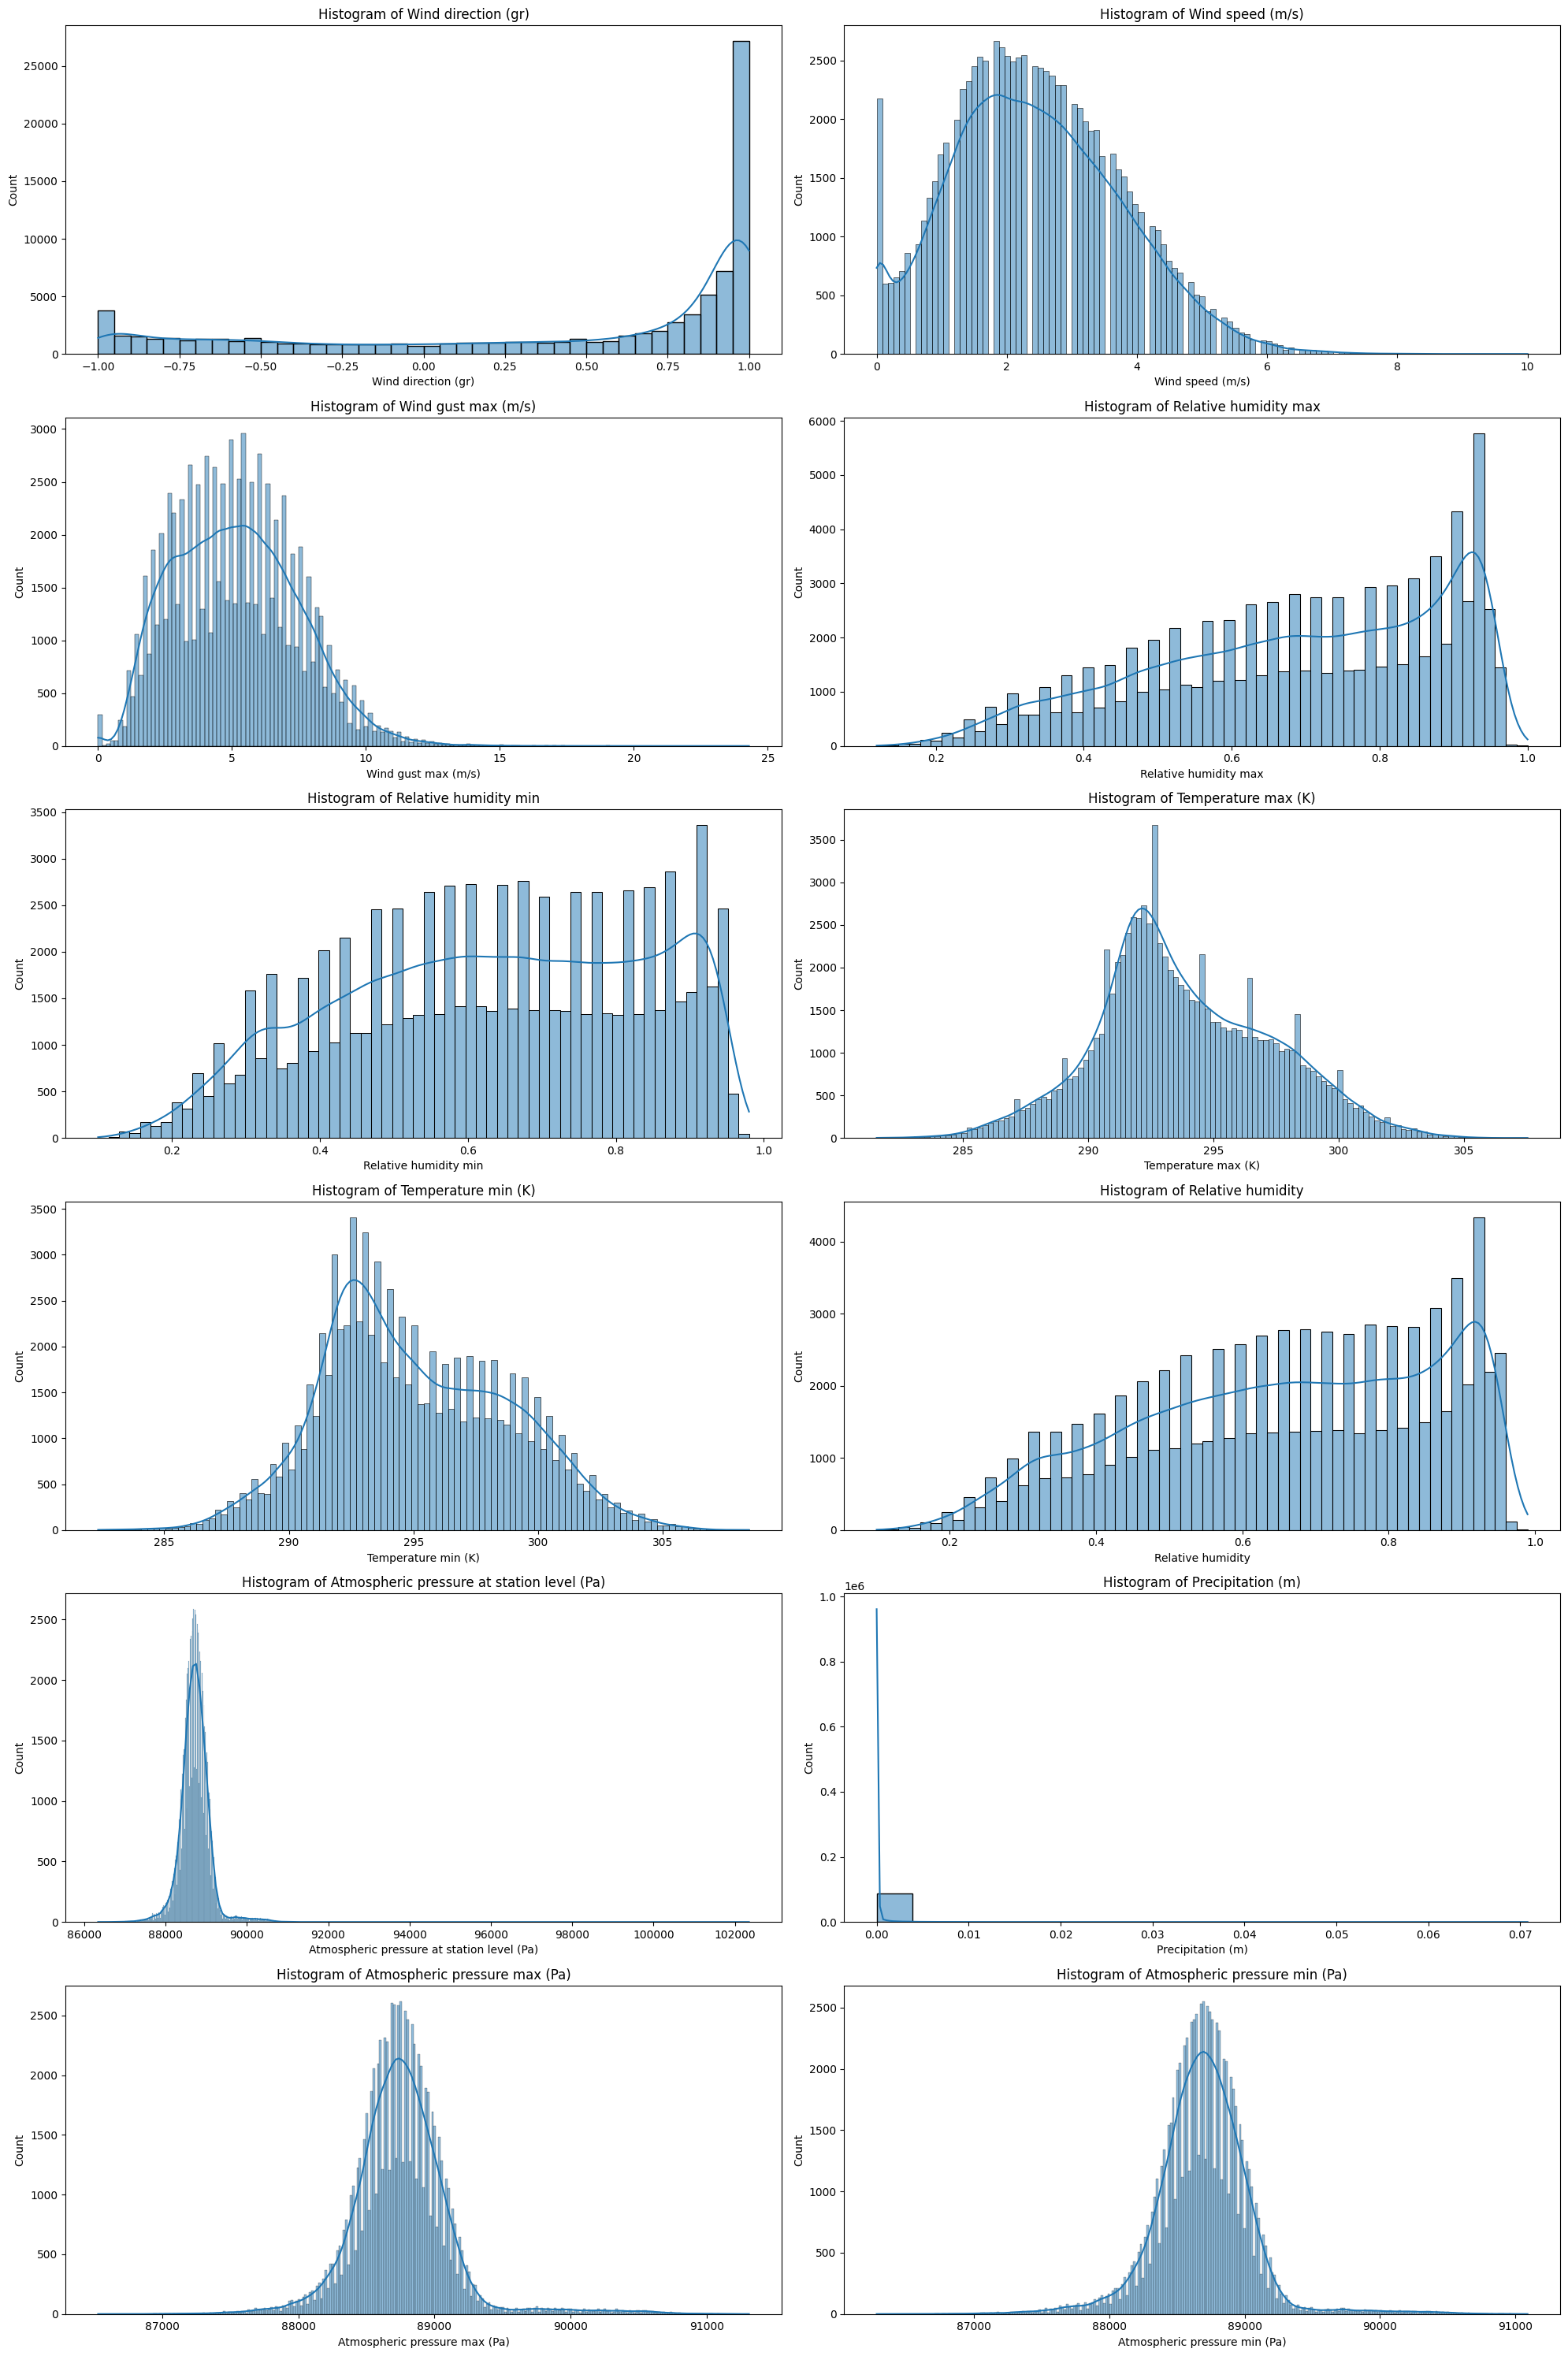 Histogram of Wind direction (gr)
Count
25000
20000
15000
10000
5000
0
−1.00 −0.75 −0.50 −0.25 0.00 0.25 0.50 0.75 1.00
Wind direction (gr)
Histogram of Wind speed (m/s)
Count
2500
2000
1500
1000
500
0
0 2 4 6 8 10
Wind speed (m/s)
Histogram of Wind gust max (m/s)
Count
3000
2500
2000
1500
1000
500
0
0 5 10 15 20 25
Wind gust max (m/s)
Histogram of Relative humidity max
Count
6000
5000
4000
3000
2000
1000
0
0.2 0.4 0.6 0.8 1.0
Relative humidity max
Histogram of Relative humidity min
Count
3500
3000
2500
2000
1500
1000
500
0
0.2 0.4 0.6 0.8 1.0
Relative humidity min
Histogram of Temperature max (K)
Count
3500
3000
2500
2000
1500
1000
500
0
285 290 295 300 305
Temperature max (K)
Histogram of Temperature min (K)
Count
3500
3000
2500
2000
1500
1000
500
0
285 290 295 300 305
Temperature min (K)
Histogram of Relative humidity
Count
4000
3000
2000
1000
0
0.2 0.4 0.6 0.8 1.0
Relative humidity
Histogram of Atmospheric pressure at station level (Pa)
Count
2500
2000
1500
1000
500
0
86000 88000 90000 92000 94000 96000 98000 100000 102000
Atmospheric pressure at station level (Pa)
Histogram of Precipitation (m)
1e6
Count
1.0
0.8
0.6
0.4
0.2
0.0
0.00 0.01 0.02 0.03 0.04 0.05 0.06 0.07
Precipitation (m)
Histogram of Atmospheric pressure max (Pa)
Count
2500
2000
1500
1000
500
0
87000 88000 89000 90000 91000
Atmospheric pressure max (Pa)
Histogram of Atmospheric pressure min (Pa)
Count
2500
2000
1500
1000
500
0
87000 88000 89000 90000 91000
Atmospheric pressure min (Pa)